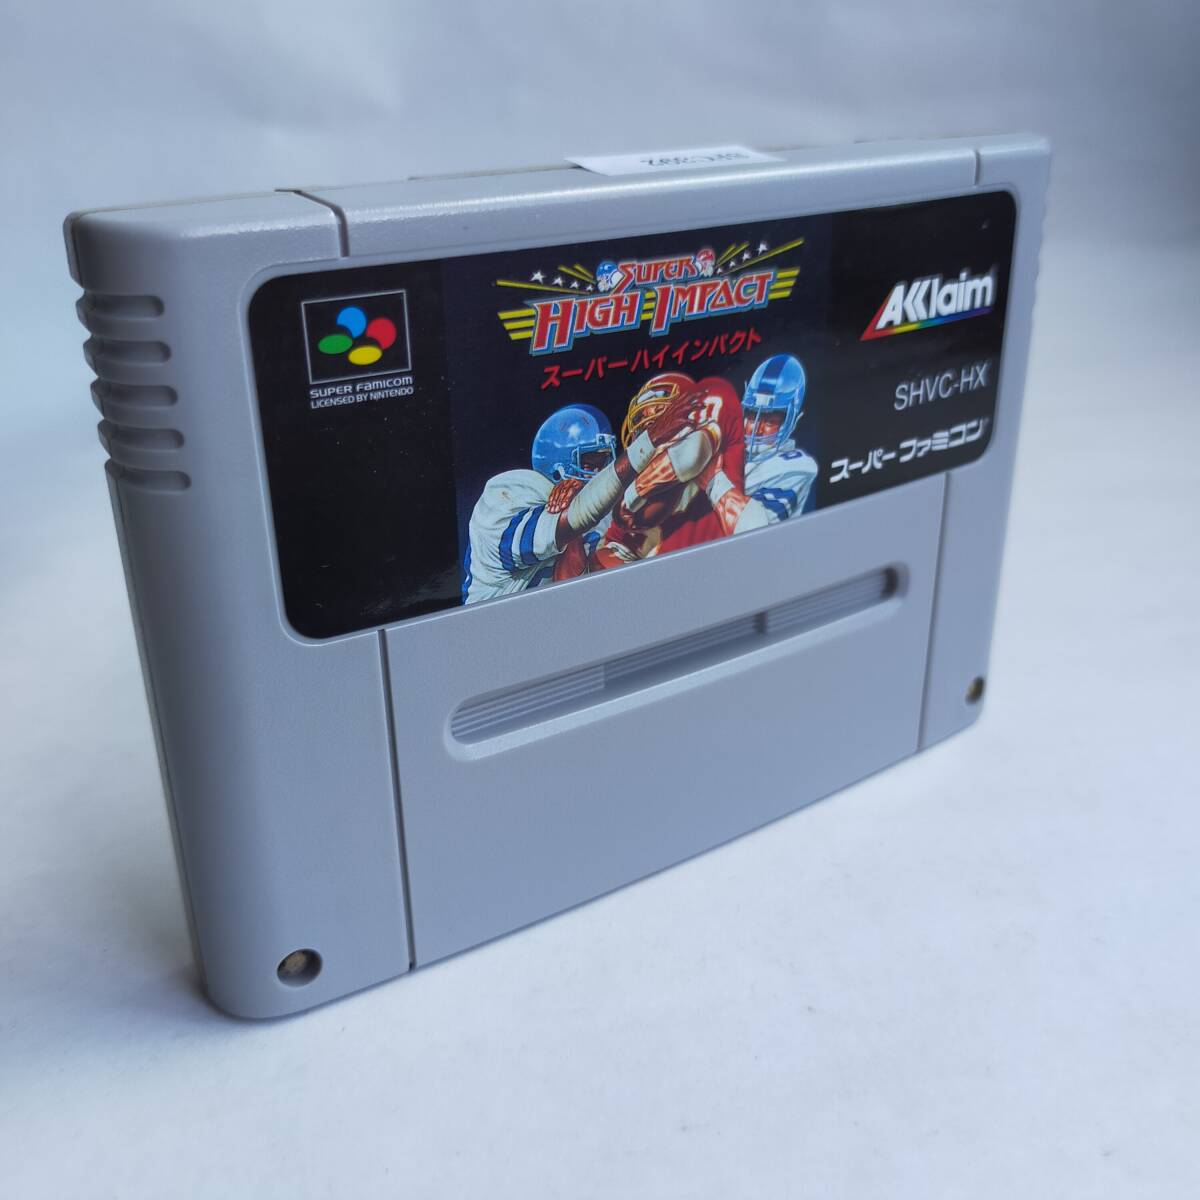 SUPER
HIGH IMPACT
スーパーハイインパクト
SUPER FAMICOM
LICENSED BY NINTENDO
AKKlaim
SHVC-HX
スーパーファミコン